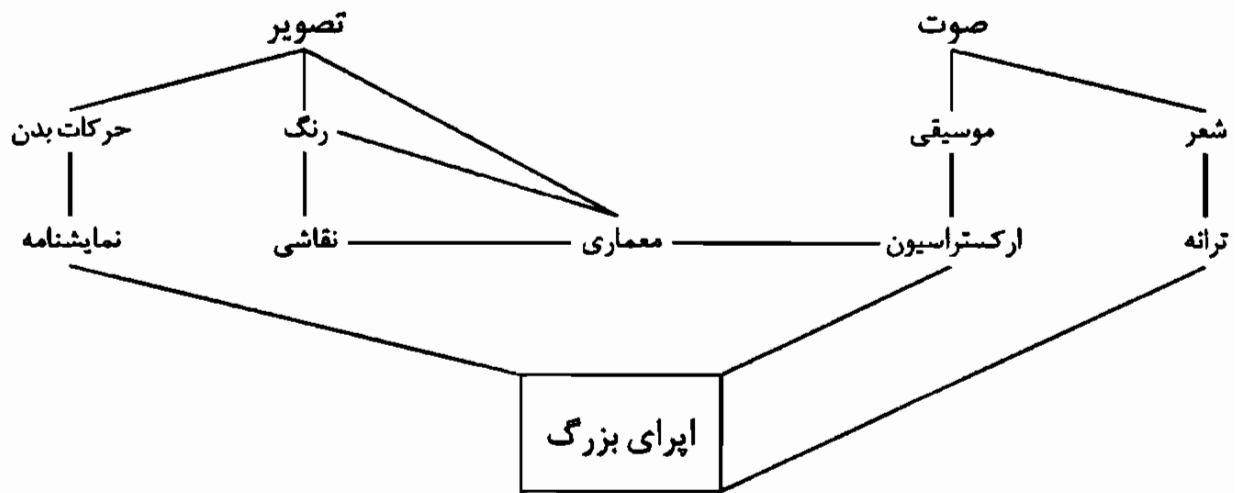 صوت
تصویر
شعر
موسیقی
رنگ
حرکات بدن
ترانه
ارکستراسیون
معماری
نقاشی
نمایشنامه
اپرای بزرگ